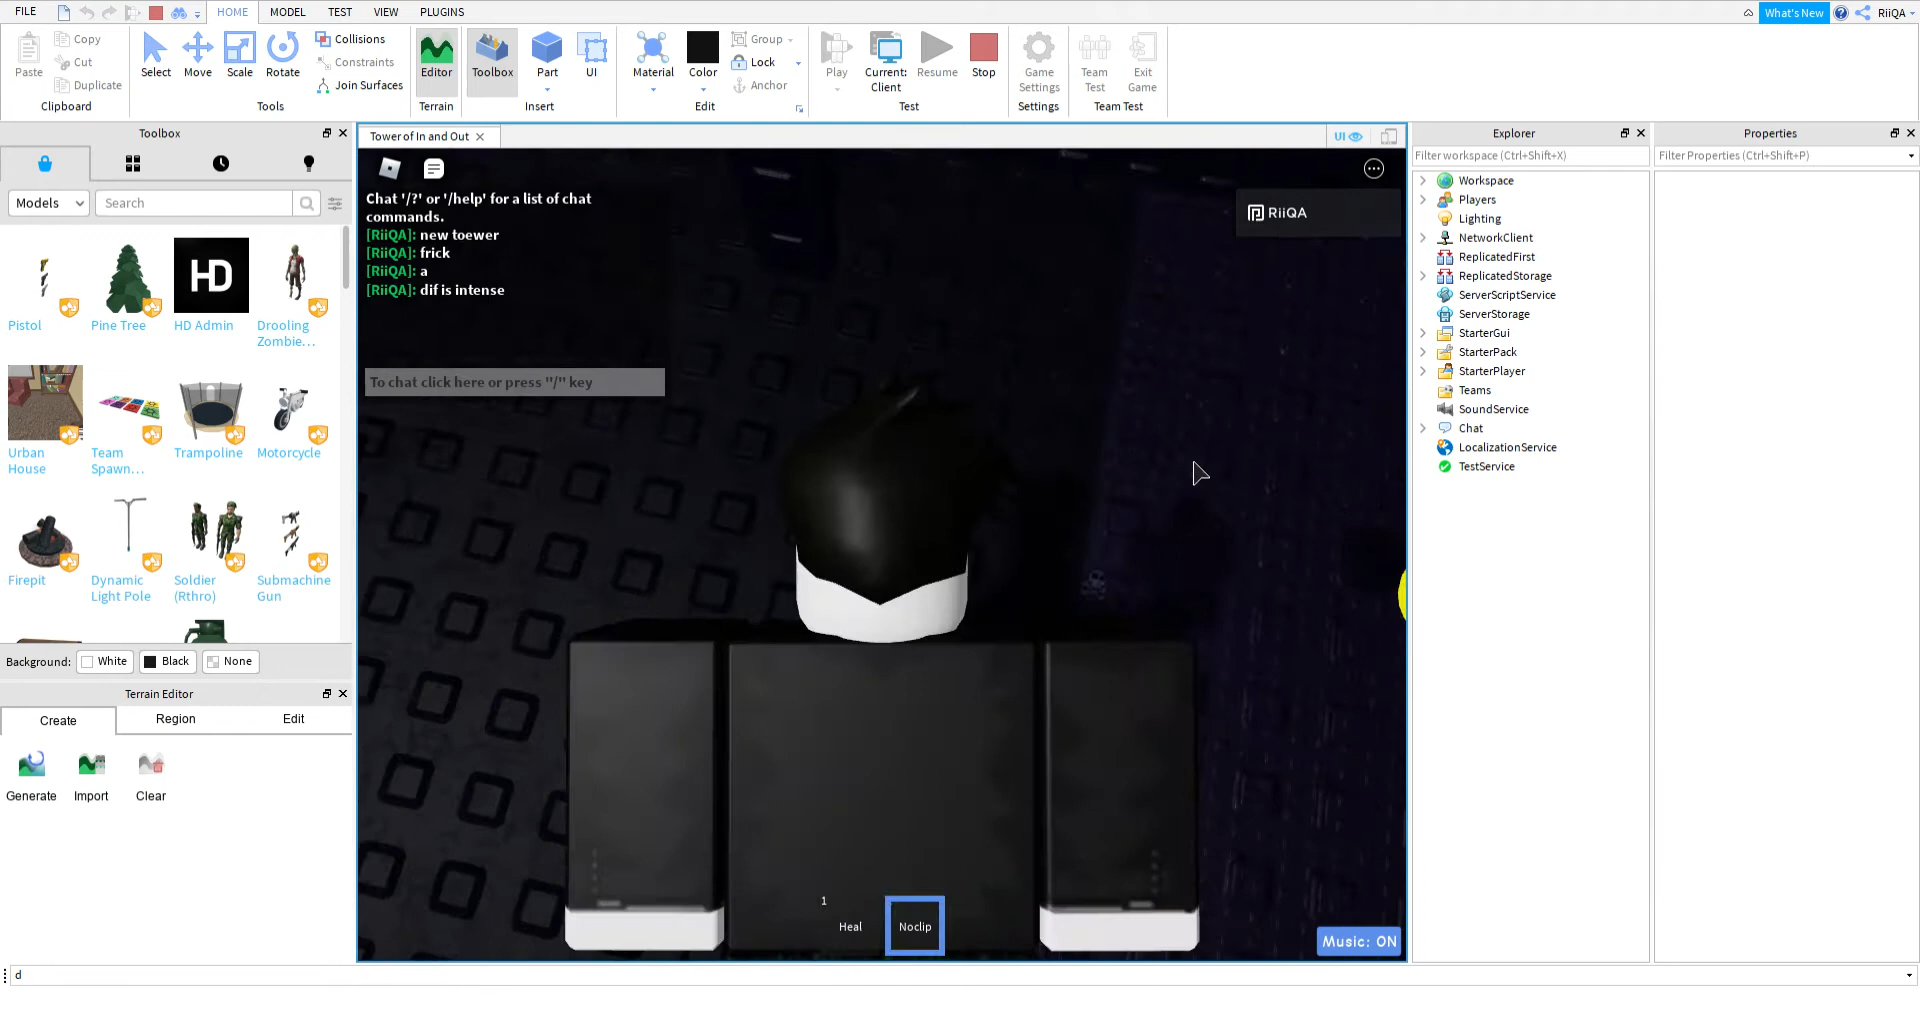 FILE
HOME
MODEL
TEST
VIEW
PLUGINS
What's New
RiiQA
Paste
Copy
Cut
Duplicate
Clipboard
Select
Move
Scale
Rotate
Collisions
Constraints
Join Surfaces
Tools
Editor
Terrain
Toolbox
Part
UI
Insert
Material
Color
Group
Lock
Anchor
Edit
Play
Current:
Client
Resume
Stop
Test
Game
Settings
Settings
Team
Test
Exit
Game
Team Test
Toolbox
Models
Search
Pistol
Pine Tree
HD
HD Admin
Drooling
Zombie...
Urban
House
Team
Spawn...
Trampoline
Motorcycle
Firepit
Dynamic
Light Pole
Soldier
(Rthro)
Submachine
Gun
Background:
White
Black
None
Terrain Editor
Create
Region
Edit
Generate
Import
Clear
Tower of In and Out
UI
Chat '/?' or '/help' for a list of chat
commands.
[RiiQA]: new toewer
[RiiQA]: frick
[RiiQA]: a
[RiiQA]: dif is intense
To chat click here or press "/" key
RiiQA
1
Heal
Noclip
Music: ON
Explorer
Filter workspace (Ctrl+Shift+X)
Workspace
Players
Lighting
NetworkClient
ReplicatedFirst
ReplicatedStorage
ServerScriptService
ServerStorage
StarterGui
StarterPack
StarterPlayer
Teams
SoundService
Chat
LocalizationService
TestService
Properties
Filter Properties (Ctrl+Shift+P)
d